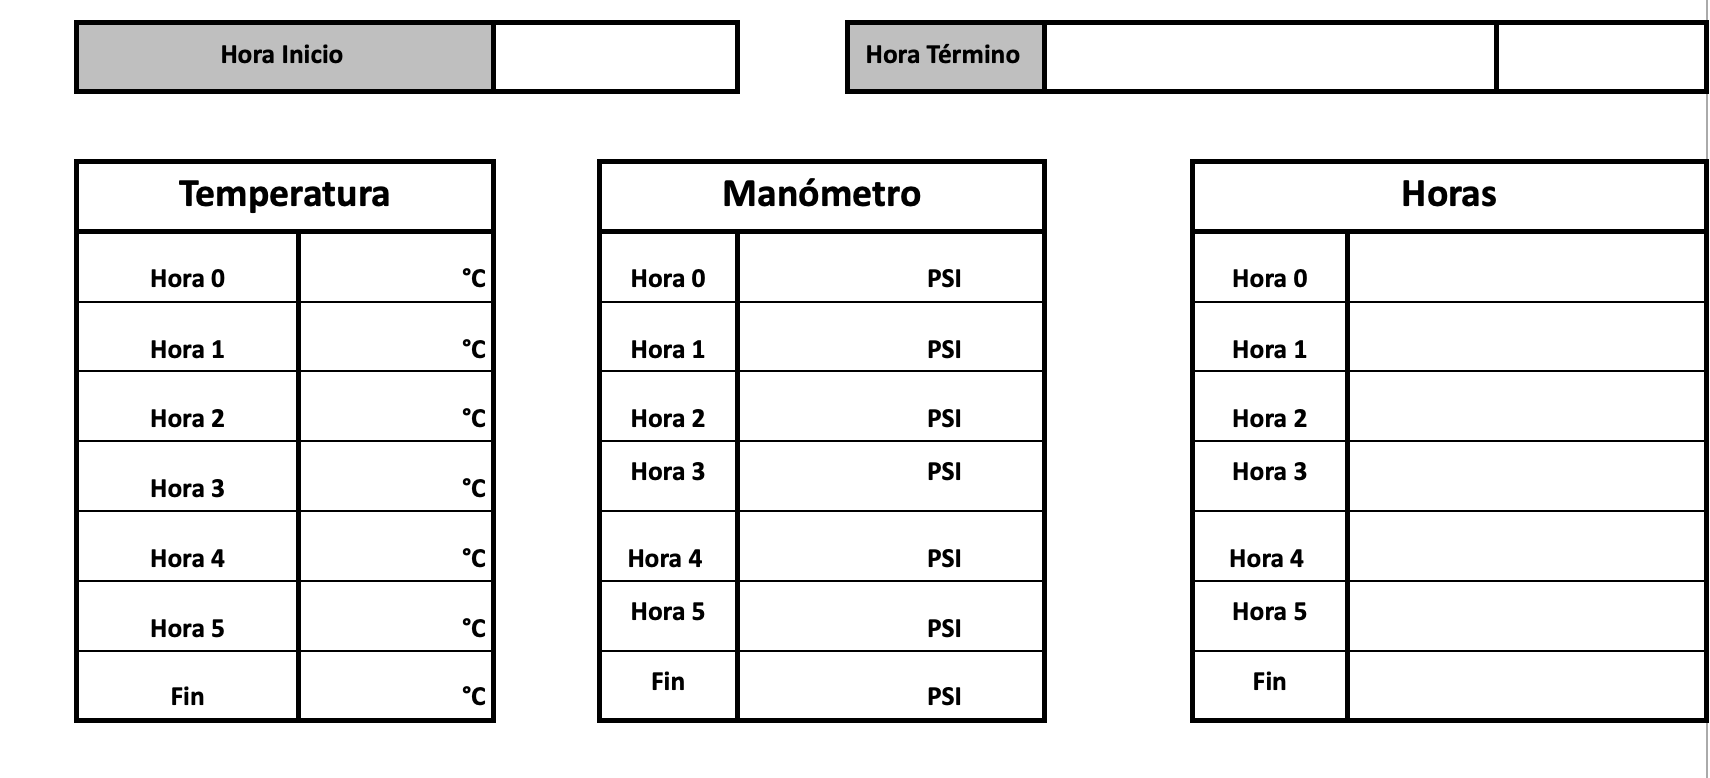 Hora Inicio
Hora Término
Temperatura
Hora 0 °C
Hora 1 °C
Hora 2 °C
Hora 3 °C
Hora 4 °C
Hora 5 °C
Fin °C
Manómetro
Hora 0 PSI
Hora 1 PSI
Hora 2 PSI
Hora 3 PSI
Hora 4 PSI
Hora 5 PSI
Fin PSI
Horas
Hora 0
Hora 1
Hora 2
Hora 3
Hora 4
Hora 5
Fin